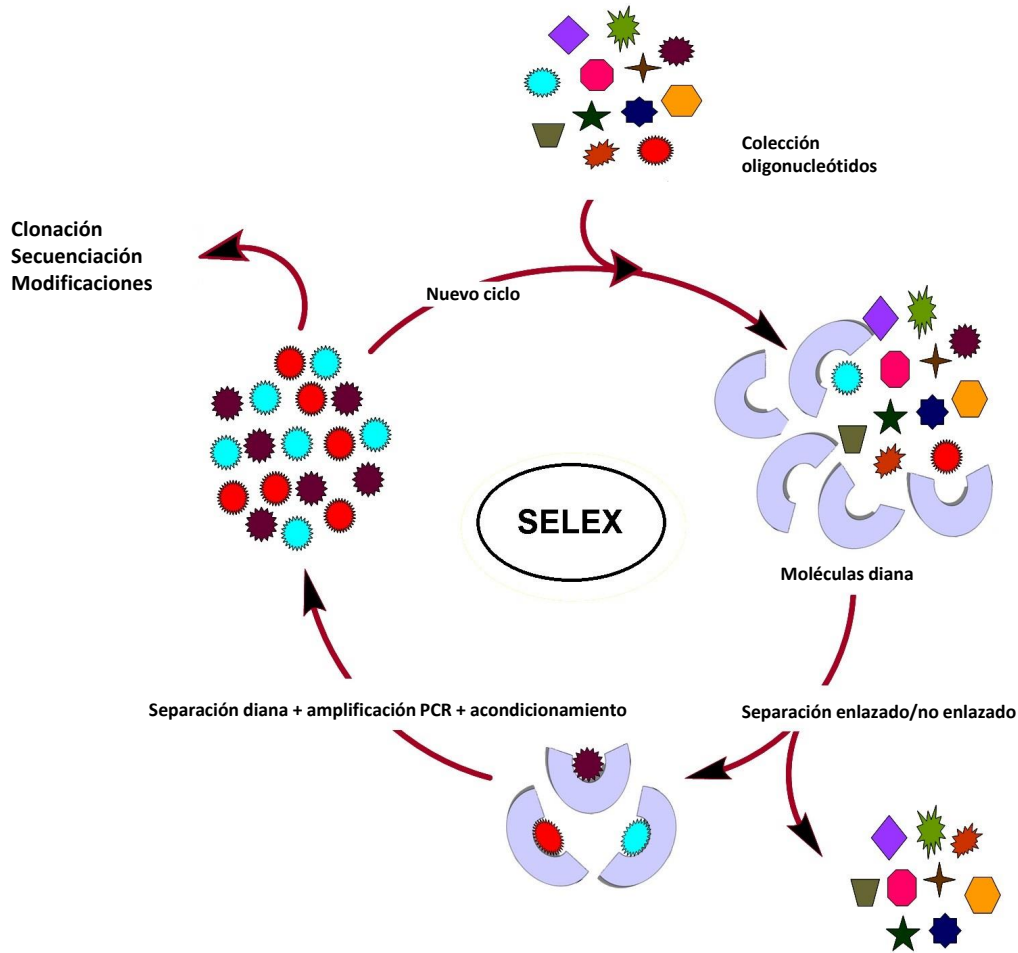 Colección
oligonucleótidos
Clonación
Secuenciación
Modificaciones
Nuevo ciclo
SELEX
Moléculas diana
Separación diana + amplificación PCR + acondicionamiento
Separación enlazado/no enlazado